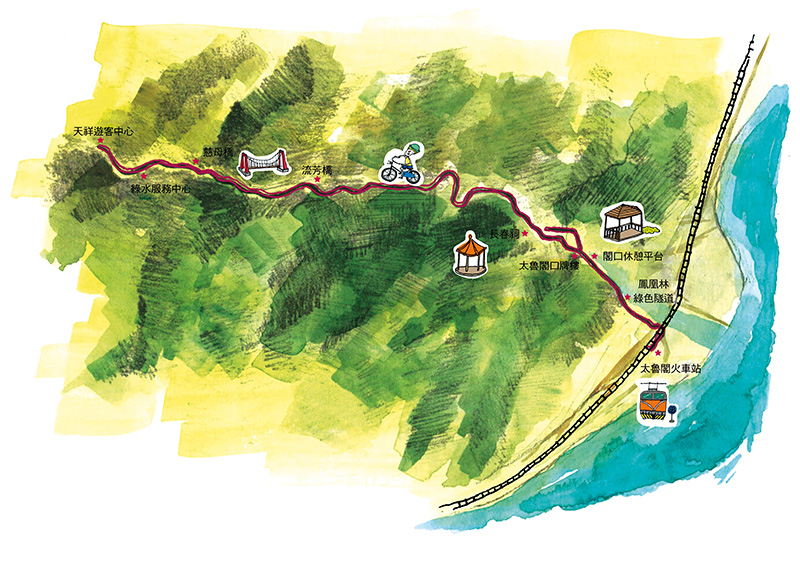 天祥遊客中心
慈母橋
綠水服務中心
流芳橋
長春祠
太魯閣口牌樓
閣口休憩平台
鳳凰林
綠色隧道
太魯閣火車站